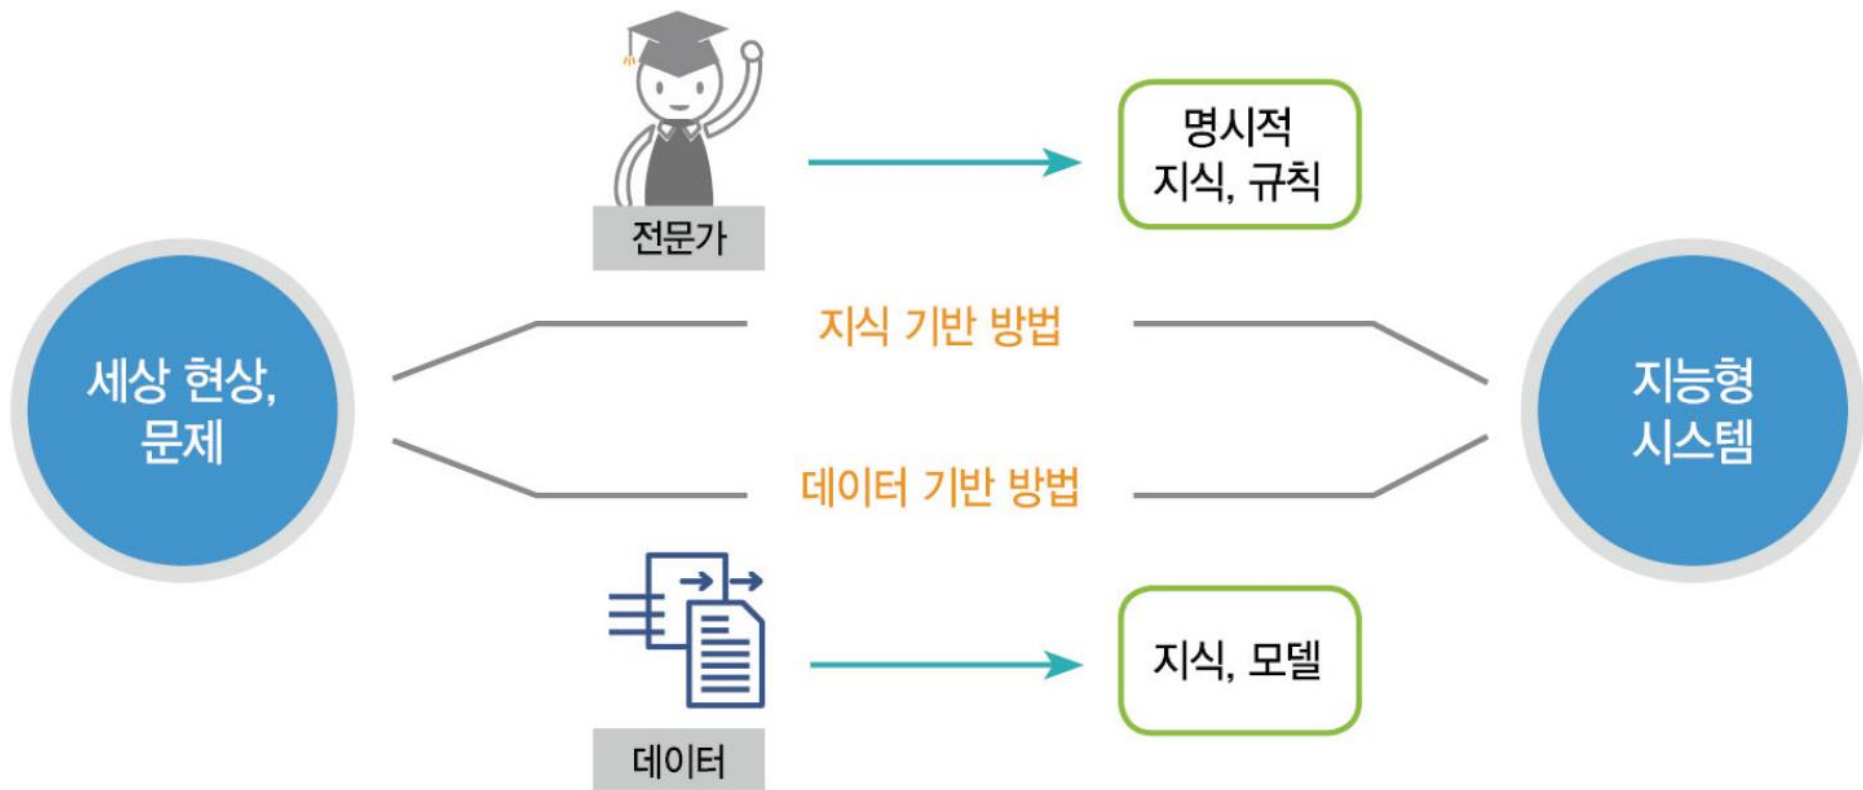 전문가
명시적
지식, 규칙
세상 현상,
문제
지식 기반 방법
데이터 기반 방법
지능형
시스템
데이터
지식, 모델